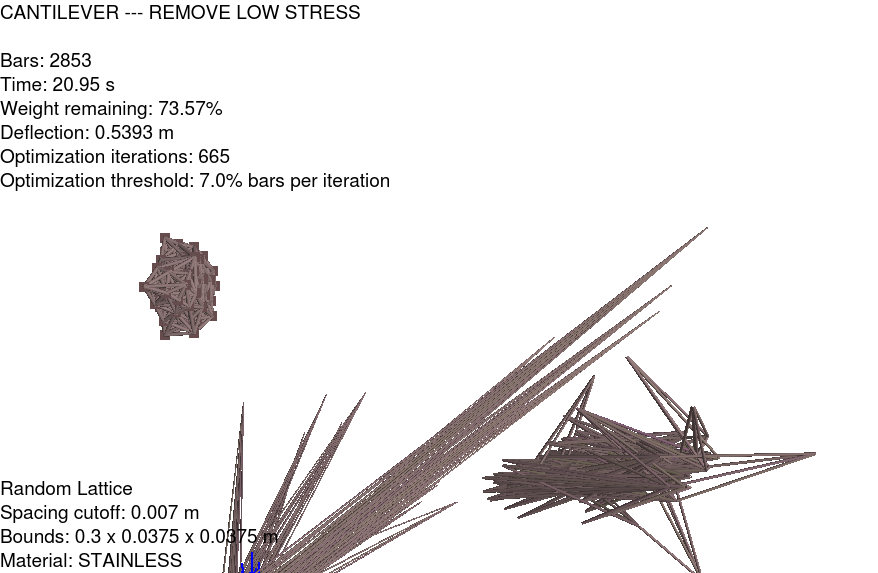 CANTILEVER --- REMOVE LOW STRESS
Bars: 2853
Time: 20.95 s
Weight remaining: 73.57%
Deflection: 0.5393 m
Optimization iterations: 665
Optimization threshold: 7.0% bars per iteration
Random Lattice
Spacing cutoff: 0.007 m
Bounds: 0.3 x 0.0375 x 0.0375 m
Material: STAINLESS